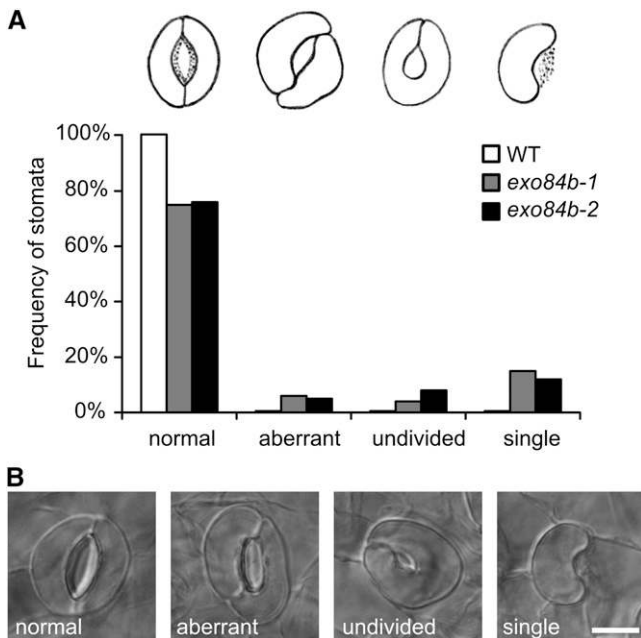 A
100%
80%
60%
40%
20%
0%
Frequency of stomata
WT
exo84b-1
exo84b-2
normal aberrant undivided single
B
normal aberrant undivided single